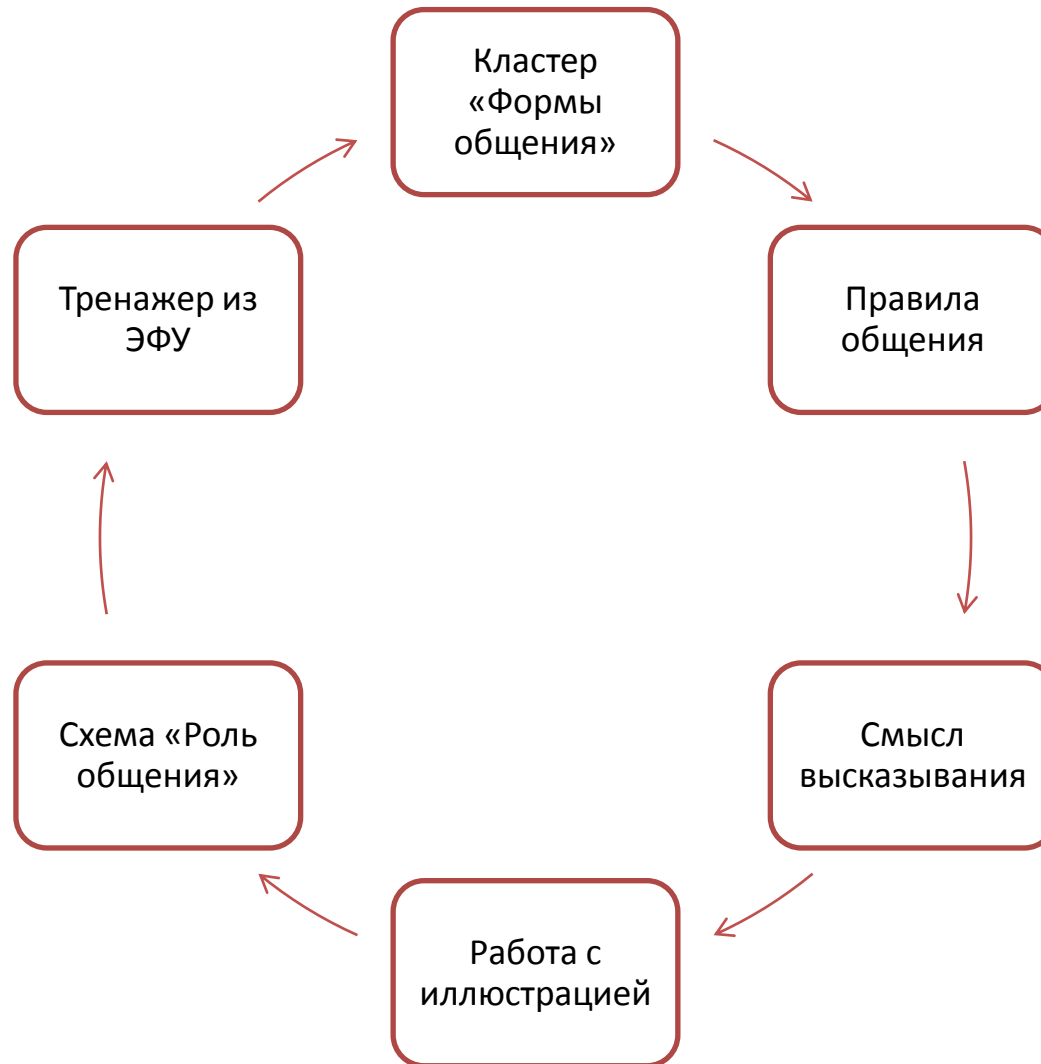 Кластер
«Формы
общения»
Правила
общения
Смысл
высказывания
Работа с
иллюстрацией
Схема «Роль
общения»
Тренажер из
ЭФУ